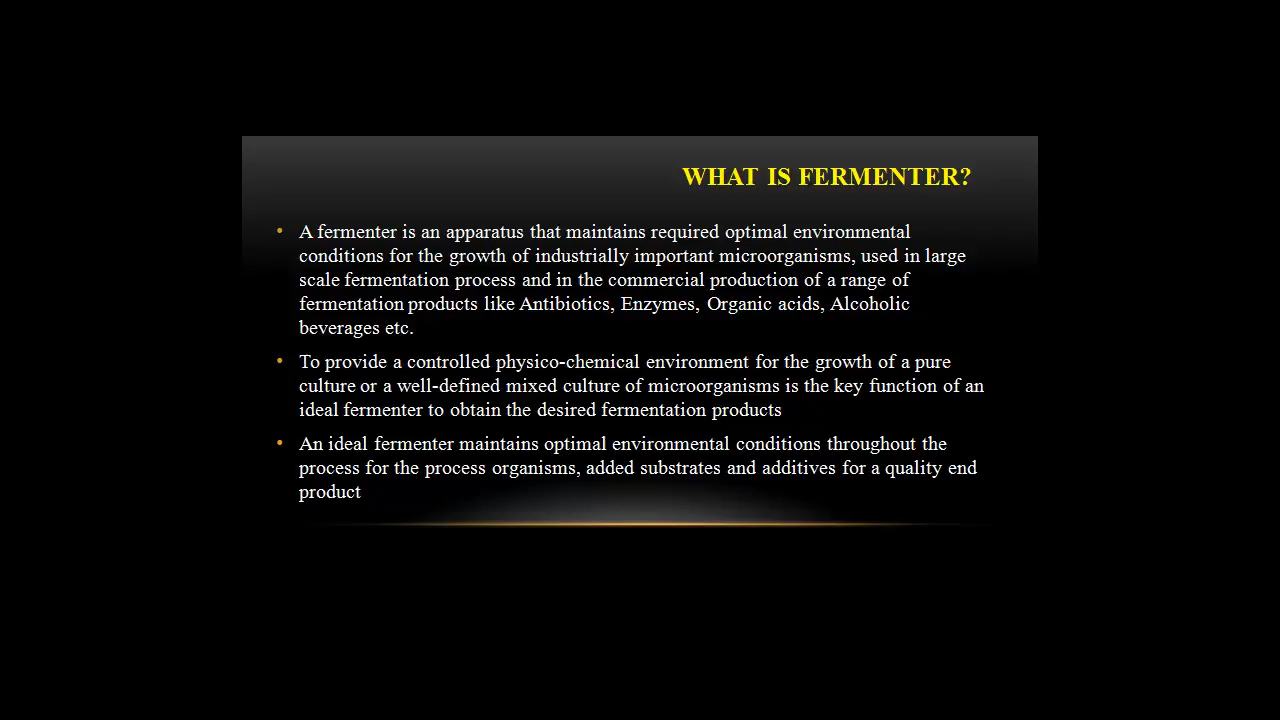 WHAT IS FERMENTER?
• A fermenter is an apparatus that maintains required optimal environmental
conditions for the growth of industrially important microorganisms, used in large
scale fermentation process and in the commercial production of a range of
fermentation products like Antibiotics, Enzymes, Organic acids, Alcoholic
beverages etc.
• To provide a controlled physico-chemical environment for the growth of a pure
culture or a well-defined mixed culture of microorganisms is the key function of an
ideal fermenter to obtain the desired fermentation products
• An ideal fermenter maintains optimal environmental conditions throughout the
process for the process organisms, added substrates and additives for a quality end
product